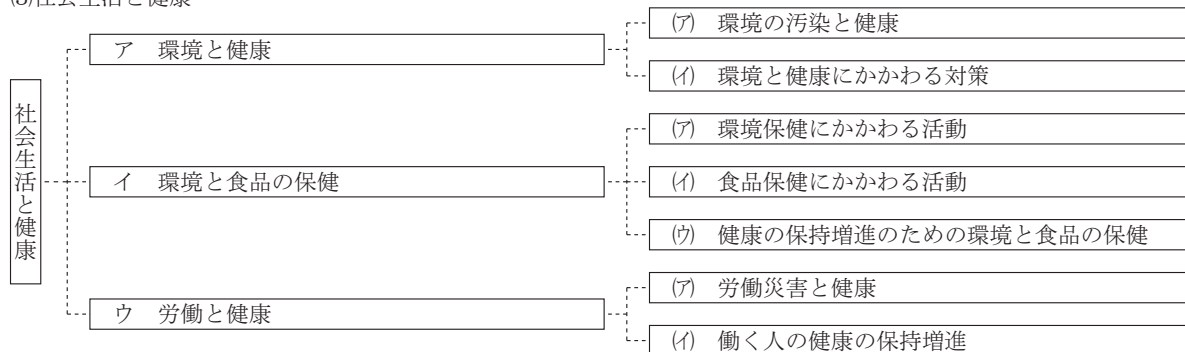 ⑶社会生活と健康
社会生活と健康
ア 環境と健康
㋐ 環境の汚染と健康
㋑ 環境と健康にかかわる対策
イ 環境と食品の保健
㋐ 環境保健にかかわる活動
㋑ 食品保健にかかわる活動
㋒ 健康の保持増進のための環境と食品の保健
ウ 労働と健康
㋐ 労働災害と健康
㋑ 働く人の健康の保持増進